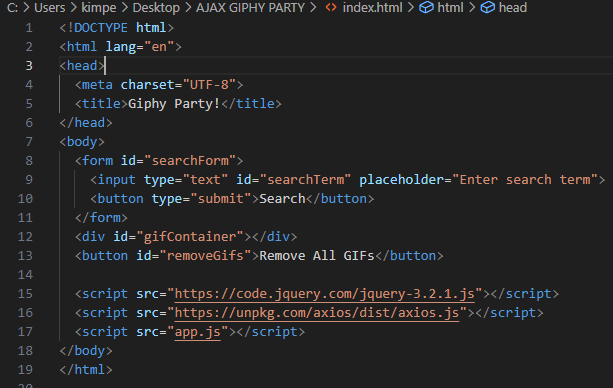 C: > Users > kimpe > Desktop > AJAX GIPHY PARTY > <> index.html > html > head
1 <!DOCTYPE html>
2 <html lang="en">
3 <head>
4   <meta charset="UTF-8">
5   <title>Giphy Party!</title>
6 </head>
7 <body>
8   <form id="searchForm">
9     <input type="text" id="searchTerm" placeholder="Enter search term">
10     <button type="submit">Search</button>
11   </form>
12   <div id="gifContainer"></div>
13   <button id="removeGifs">Remove All GIFs</button>
14
15   <script src="https://code.jquery.com/jquery-3.2.1.js"></script>
16   <script src="https://unpkg.com/axios/dist/axios.js"></script>
17   <script src="app.js"></script>
18 </body>
19 </html>
20